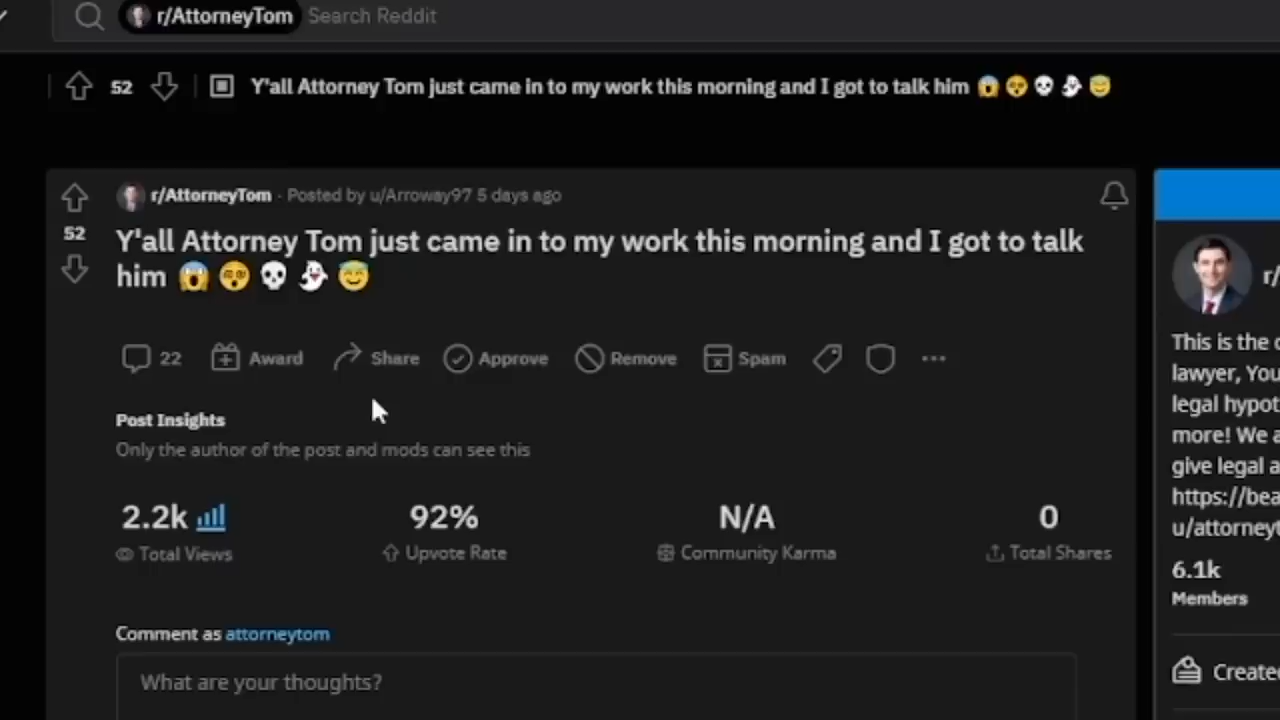 r/AttorneyTom Search Reddit
52 Y'all Attorney Tom just came in to my work this morning and I got to talk him 😱😵💀👻😇
r/AttorneyTom · Posted by u/Arroway97 5 days ago
52
Y'all Attorney Tom just came in to my work this morning and I got to talk
him 😱😵💀👻😇
22 Award Share Approve Remove Spam ...
Post Insights
Only the author of the post and mods can see this
2.2k 92% N/A 0
Total Views Upvote Rate Community Karma Total Shares
Comment as attorneytom
What are your thoughts?
r/
This is the
lawyer, You
legal hypot
more! We a
give legal a
https://bea
u/attorneyt
6.1k
Members
Create